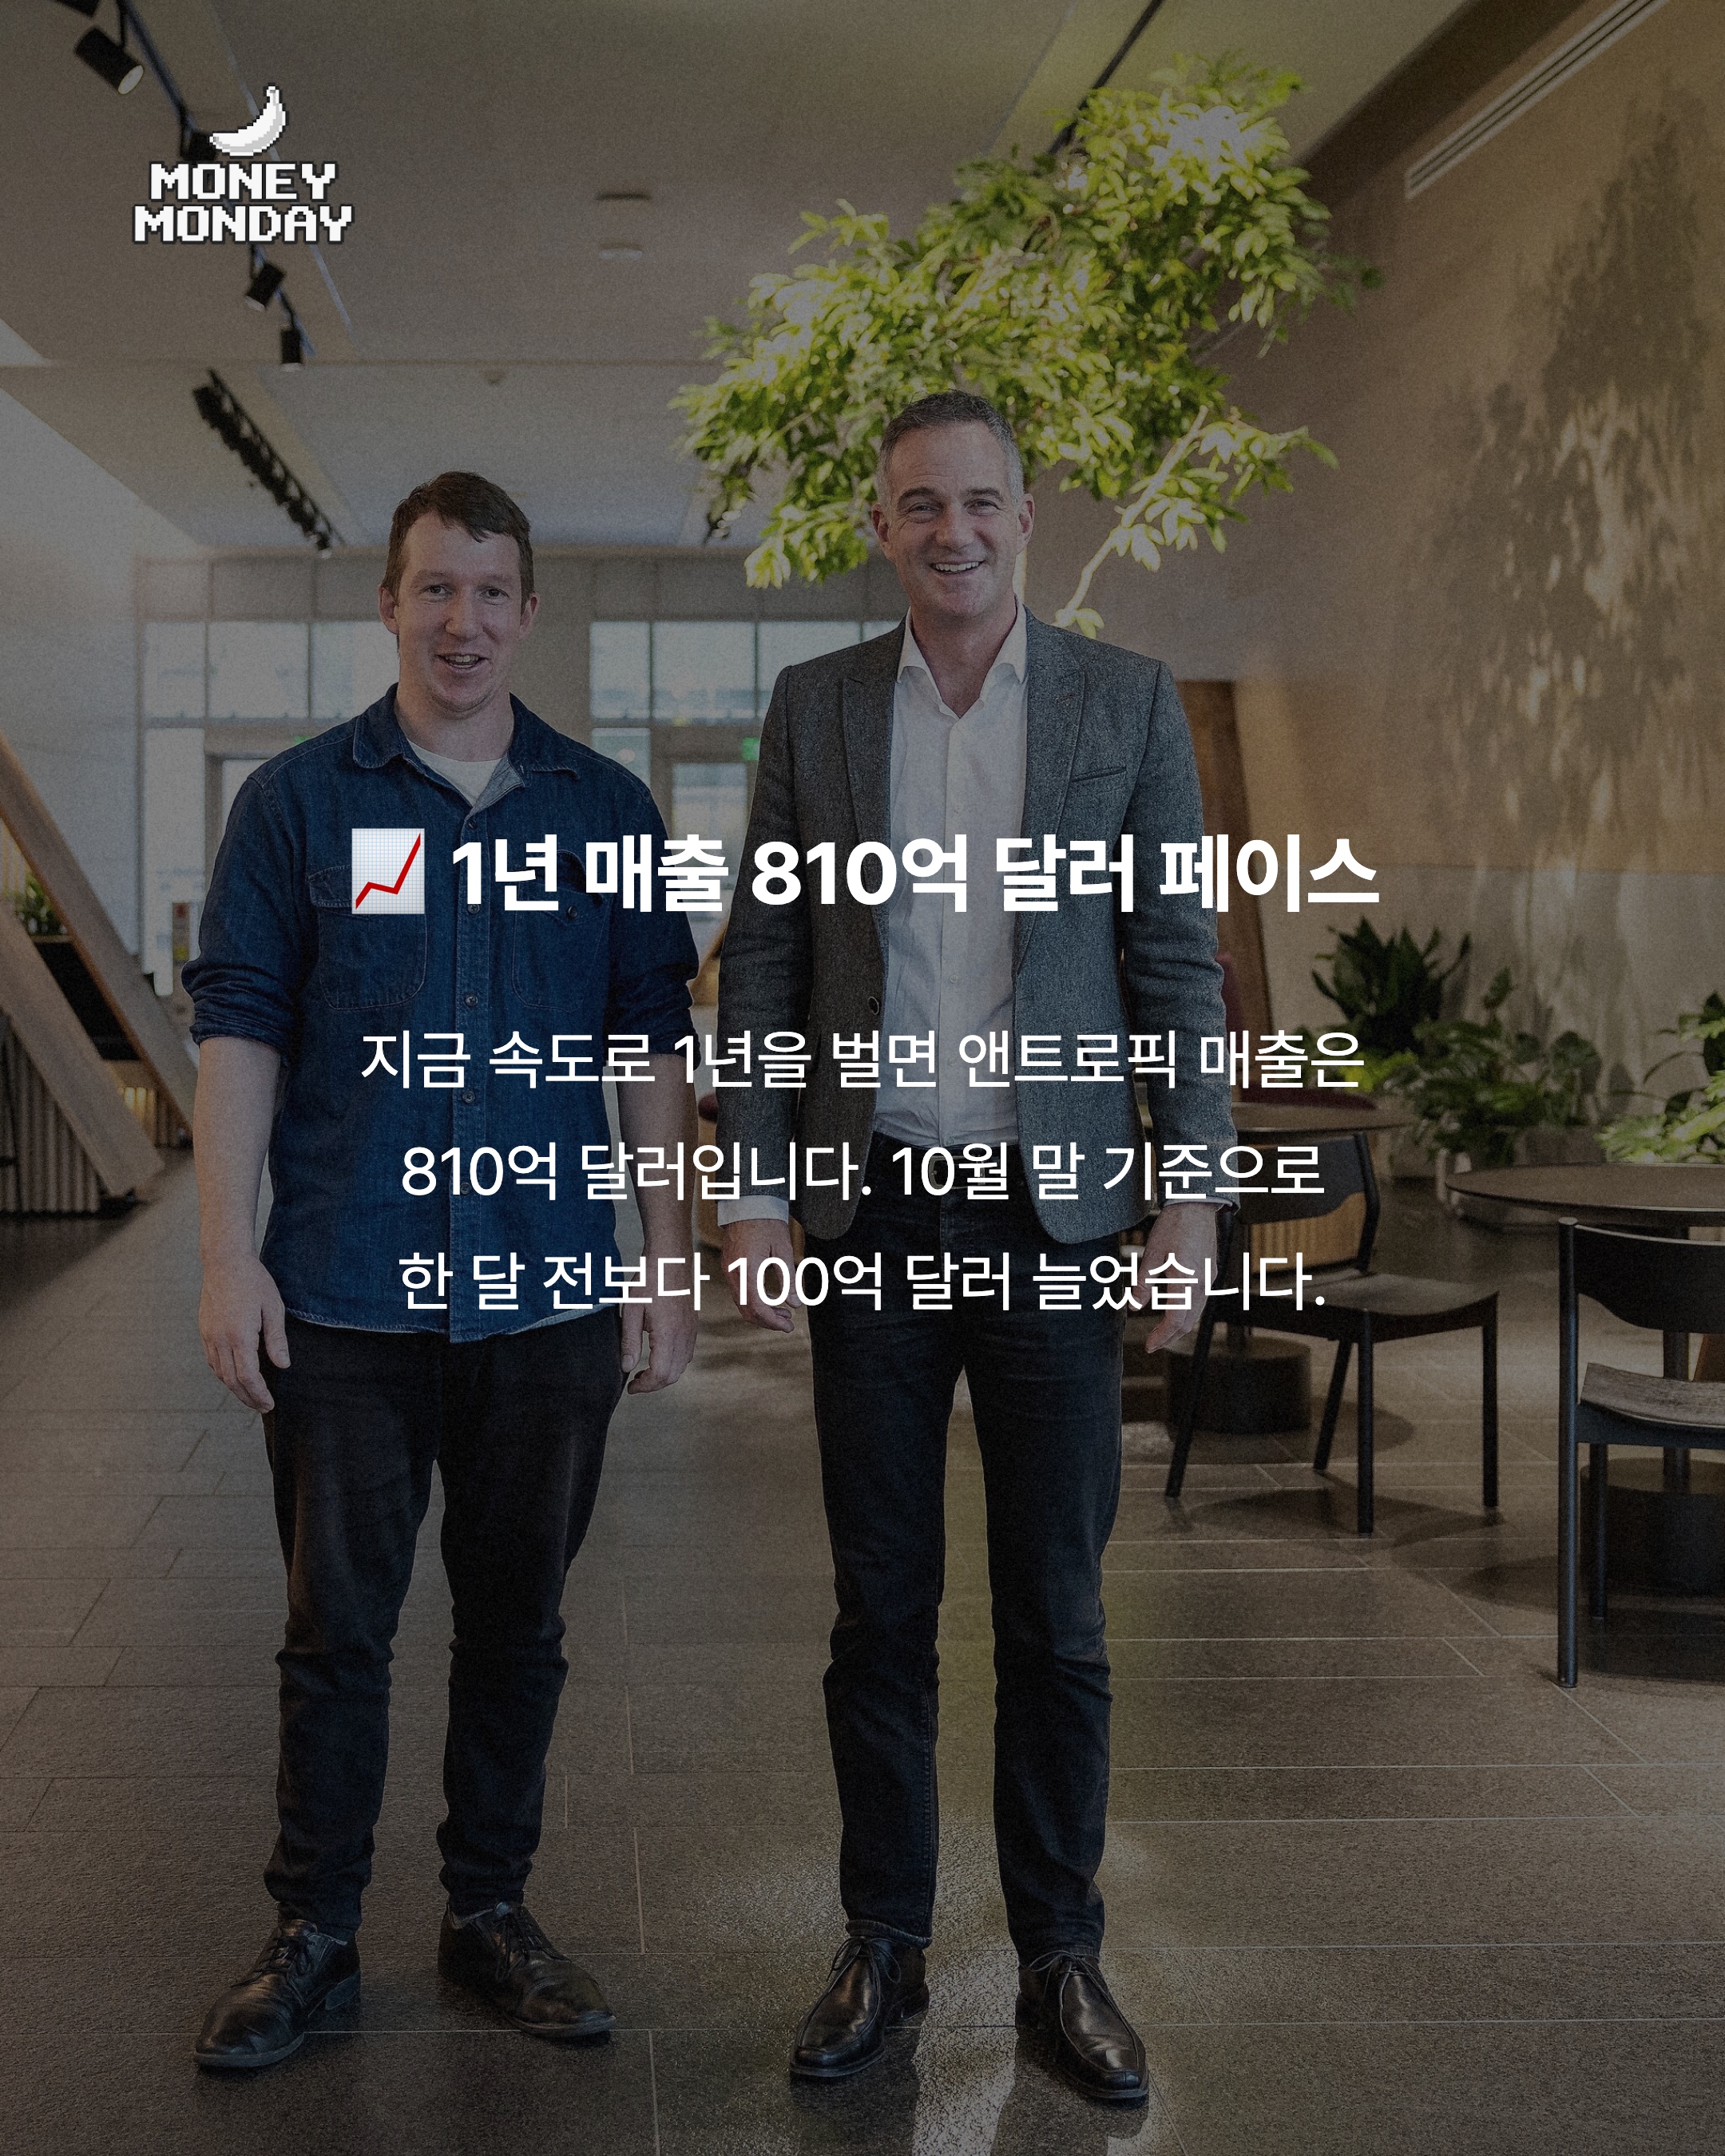 MONEY
MONDAY
📈 1년 매출 810억 달러 페이스
지금 속도로 1년을 벌면 앤트로픽 매출은
810억 달러입니다. 10월 말 기준으로
한 달 전보다 100억 달러 늘었습니다.